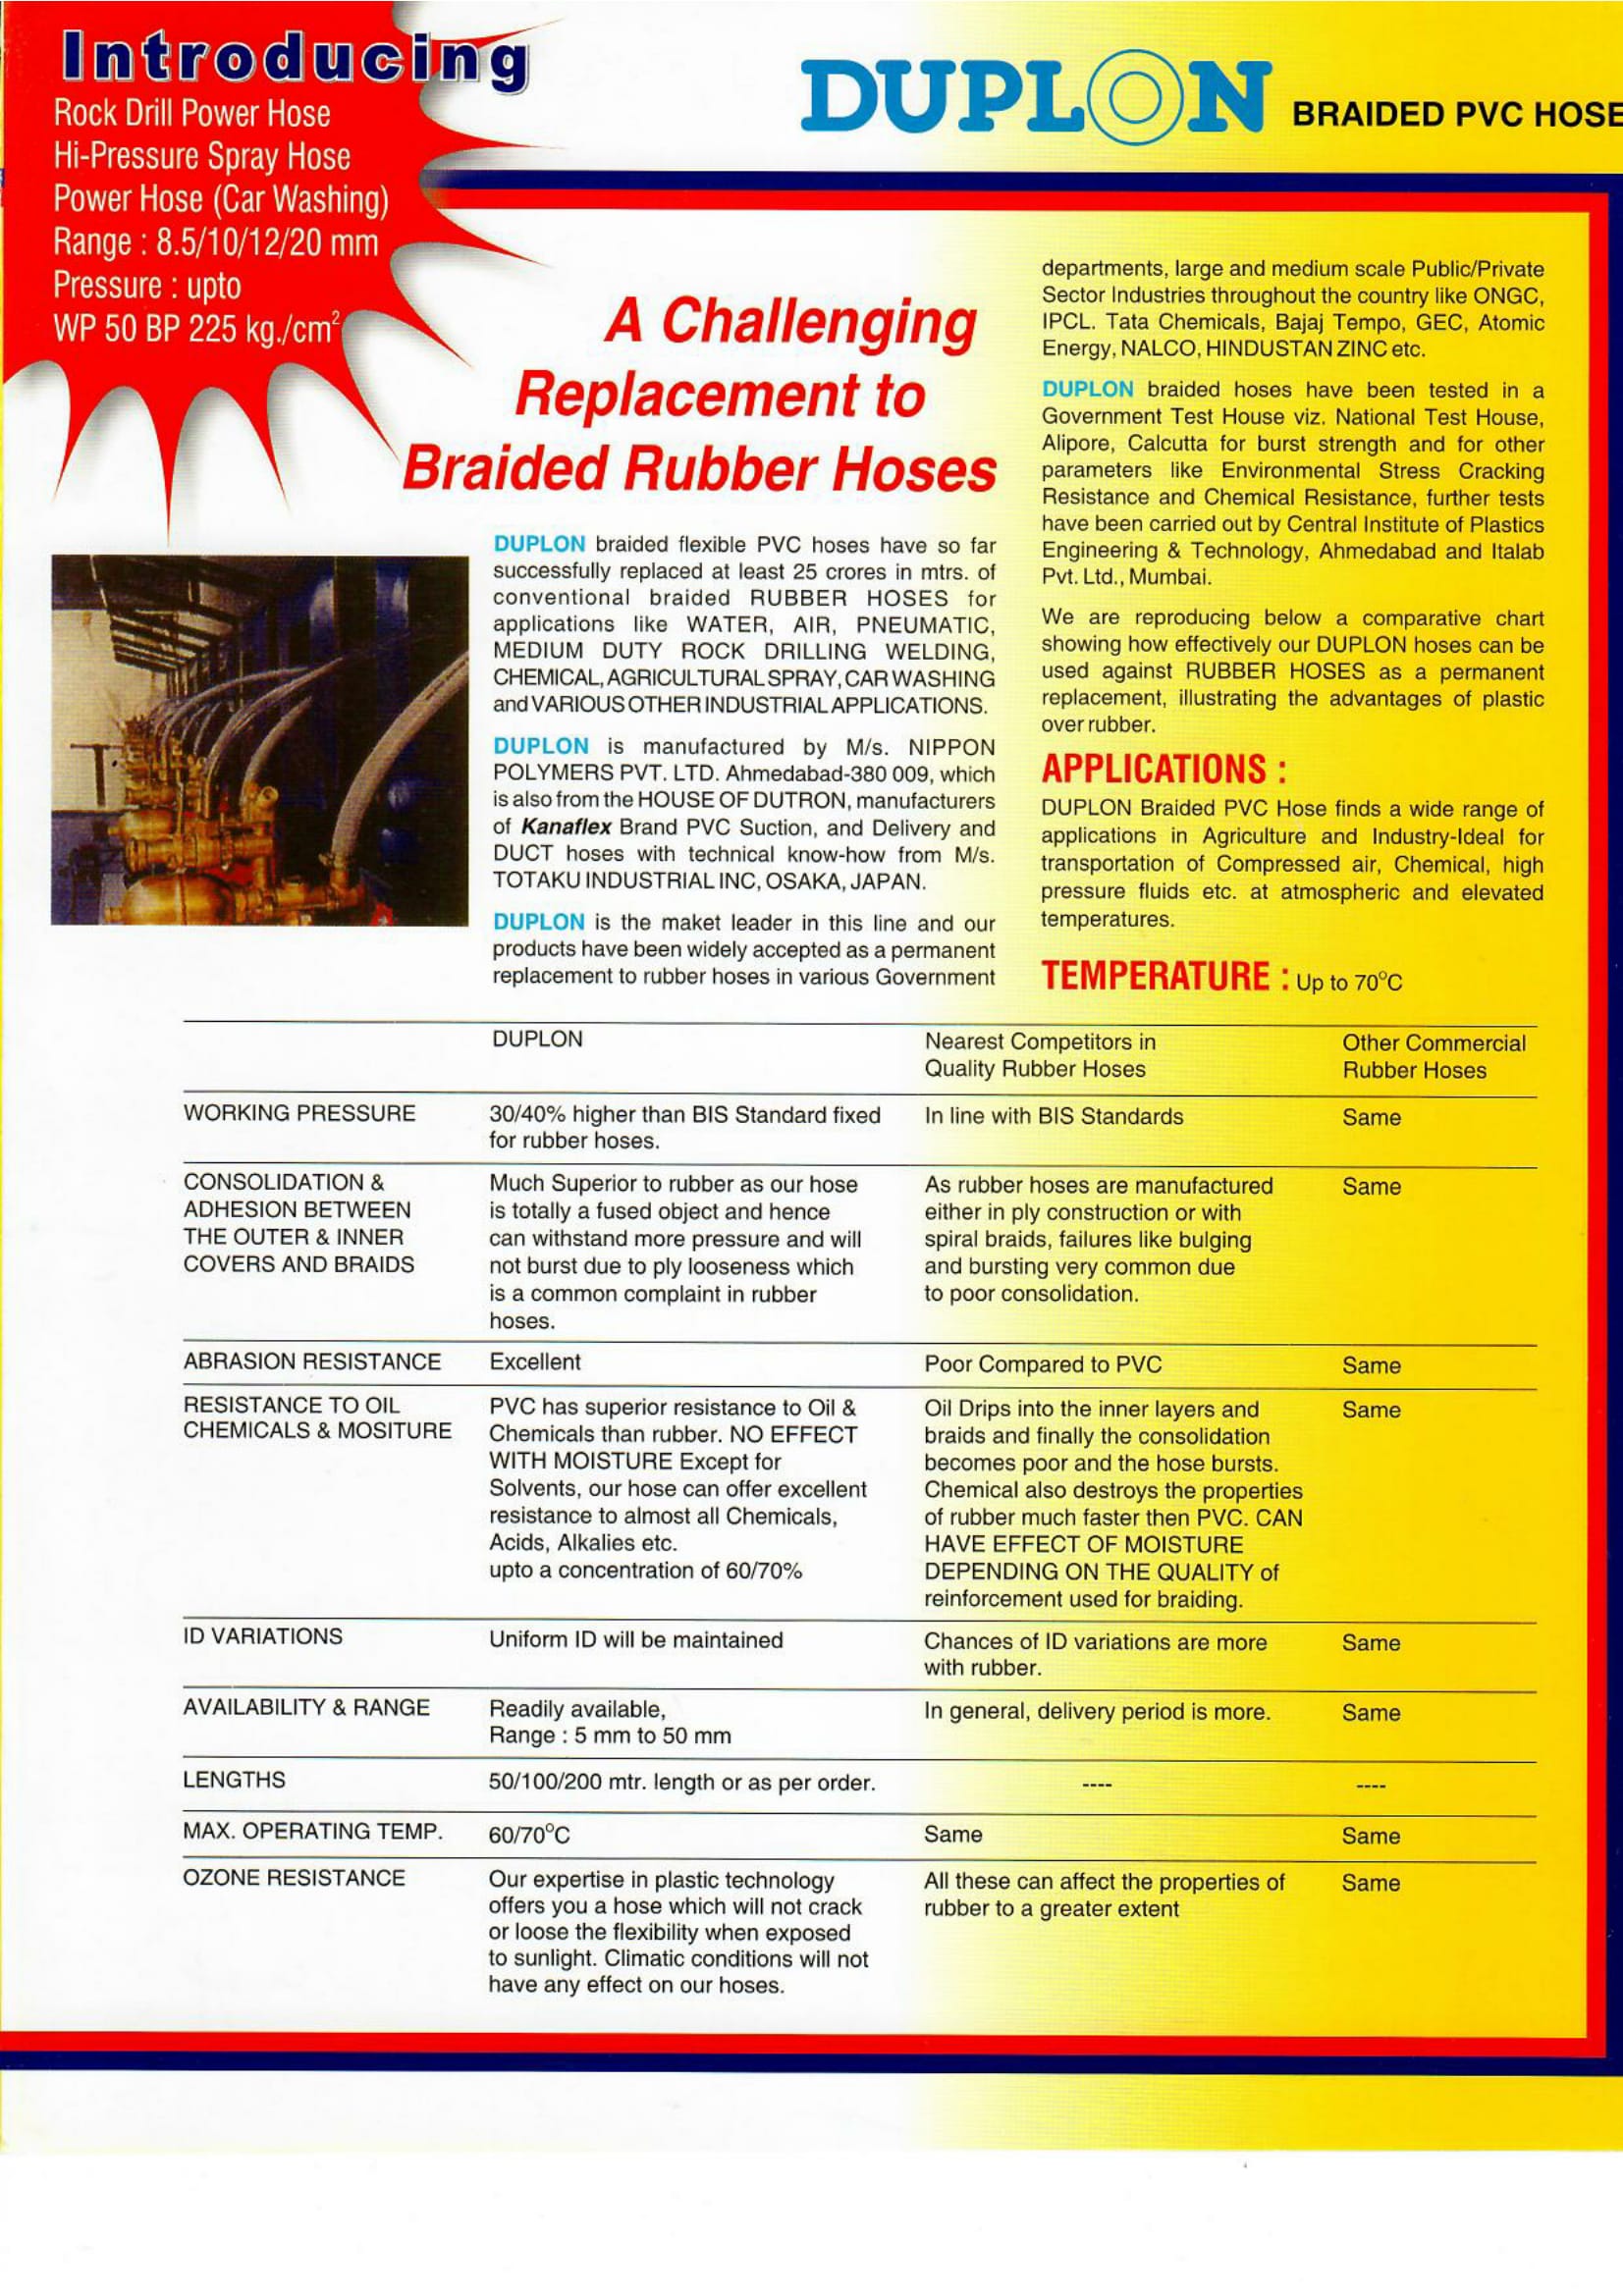 Introducing
Rock Drill Power Hose
Hi-Pressure Spray Hose
Power Hose (Car Washing)
Range : 8.5/10/12/20 mm
Pressure : upto
WP 50 BP 225 kg./cm²
DUPLON BRAIDED PVC HOSE
A Challenging
Replacement to
Braided Rubber Hoses
DUPLON braided flexible PVC hoses have so far
successfully replaced at least 25 crores in mtrs. of
conventional braided RUBBER HOSES for
applications like WATER, AIR, PNEUMATIC,
MEDIUM DUTY ROCK DRILLING WELDING,
CHEMICAL, AGRICULTURAL SPRAY, CAR WASHING
and VARIOUS OTHER INDUSTRIAL APPLICATIONS.
DUPLON is manufactured by M/s. NIPPON
POLYMERS PVT. LTD. Ahmedabad-380 009, which
is also from the HOUSE OF DUTRON, manufacturers
of Kanaflex Brand PVC Suction, and Delivery and
DUCT hoses with technical know-how from M/s.
TOTAKU INDUSTRIAL INC, OSAKA, JAPAN.
DUPLON is the maket leader in this line and our
products have been widely accepted as a permanent
replacement to rubber hoses in various Government
departments, large and medium scale Public/Private
Sector Industries throughout the country like ONGC,
IPCL. Tata Chemicals, Bajaj Tempo, GEC, Atomic
Energy, NALCO, HINDUSTAN ZINC etc.
DUPLON braided hoses have been tested in a
Government Test House viz. National Test House,
Alipore, Calcutta for burst strength and for other
parameters like Environmental Stress Cracking
Resistance and Chemical Resistance, further tests
have been carried out by Central Institute of Plastics
Engineering & Technology, Ahmedabad and Italab
Pvt. Ltd., Mumbai.
We are reproducing below a comparative chart
showing how effectively our DUPLON hoses can be
used against RUBBER HOSES as a permanent
replacement, illustrating the advantages of plastic
over rubber.
APPLICATIONS :
DUPLON Braided PVC Hose finds a wide range of
applications in Agriculture and Industry-Ideal for
transportation of Compressed air, Chemical, high
pressure fluids etc. at atmospheric and elevated
temperatures.
TEMPERATURE : Up to 70°C
DUPLON
Nearest Competitors in
Quality Rubber Hoses
Other Commercial
Rubber Hoses
WORKING PRESSURE
30/40% higher than BIS Standard fixed
for rubber hoses.
In line with BIS Standards
Same
CONSOLIDATION &
ADHESION BETWEEN
THE OUTER & INNER
COVERS AND BRAIDS
Much Superior to rubber as our hose
is totally a fused object and hence
can withstand more pressure and will
not burst due to ply looseness which
is a common complaint in rubber
hoses.
As rubber hoses are manufactured
either in ply construction or with
spiral braids, failures like bulging
and bursting very common due
to poor consolidation.
Same
ABRASION RESISTANCE
Excellent
Poor Compared to PVC
Same
RESISTANCE TO OIL
CHEMICALS & MOSITURE
PVC has superior resistance to Oil &
Chemicals than rubber. NO EFFECT
WITH MOISTURE Except for
Solvents, our hose can offer excellent
resistance to almost all Chemicals,
Acids, Alkalies etc.
upto a concentration of 60/70%
Oil Drips into the inner layers and
braids and finally the consolidation
becomes poor and the hose bursts.
Chemical also destroys the properties
of rubber much faster then PVC. CAN
HAVE EFFECT OF MOISTURE
DEPENDING ON THE QUALITY of
reinforcement used for braiding.
Same
ID VARIATIONS
Uniform ID will be maintained
Chances of ID variations are more
with rubber.
Same
AVAILABILITY & RANGE
Readily available,
Range : 5 mm to 50 mm
In general, delivery period is more.
Same
LENGTHS
50/100/200 mtr. length or as per order.
----
----
MAX. OPERATING TEMP.
60/70°C
Same
Same
OZONE RESISTANCE
Our expertise in plastic technology
offers you a hose which will not crack
or loose the flexibility when exposed
to sunlight. Climatic conditions will not
have any effect on our hoses.
All these can affect the properties of
rubber to a greater extent
Same